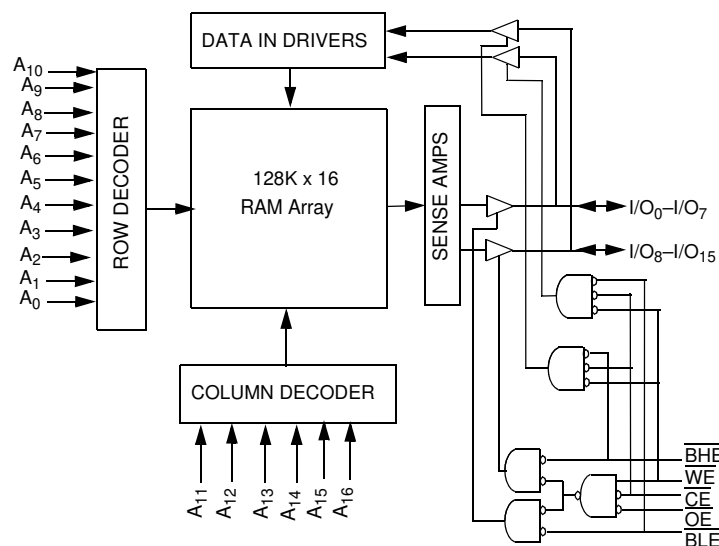 DATA IN DRIVERS
A10
A9
A8
A7
A6
A5
A4
A3
A2
A1
A0
ROW DECODER
128K x 16
RAM Array
SENSE AMPS
I/O0–I/O7
I/O8–I/O15
COLUMN DECODER
A11
A12
A13
A14
A15
A16
BHE
WE
CE
OE
BLE